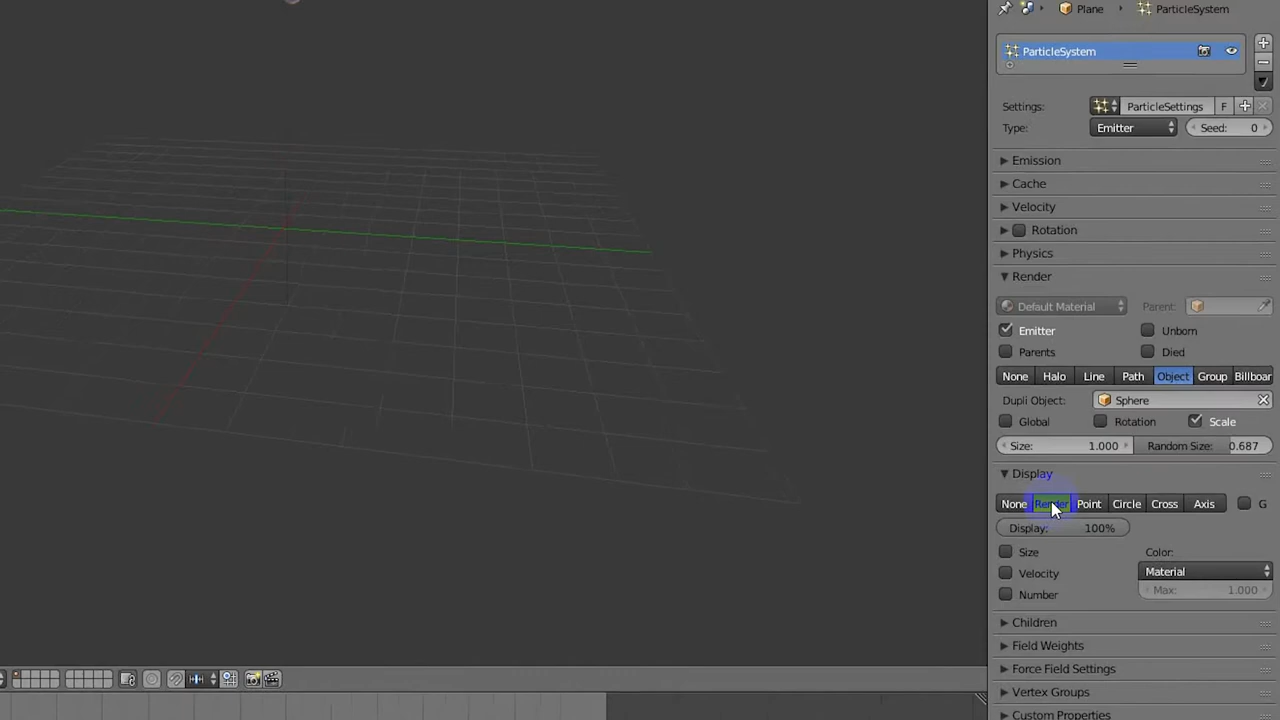 Plane ParticleSystem
ParticleSystem
Settings: ParticleSettings F
Type: Emitter Seed: 0
Emission
Cache
Velocity
Rotation
Physics
Render
Default Material Parent:
Emitter Unborn
Parents Died
None Halo Line Path Object Group Billboar
Dupli Object: Sphere
Global Rotation Scale
Size: 1.000 Random Size: 0.687
Display
None Render Point Circle Cross Axis G
Display: 100%
Size Color:
Velocity Material
Number Max: 1.000
Children
Field Weights
Force Field Settings
Vertex Groups
Custom Properties